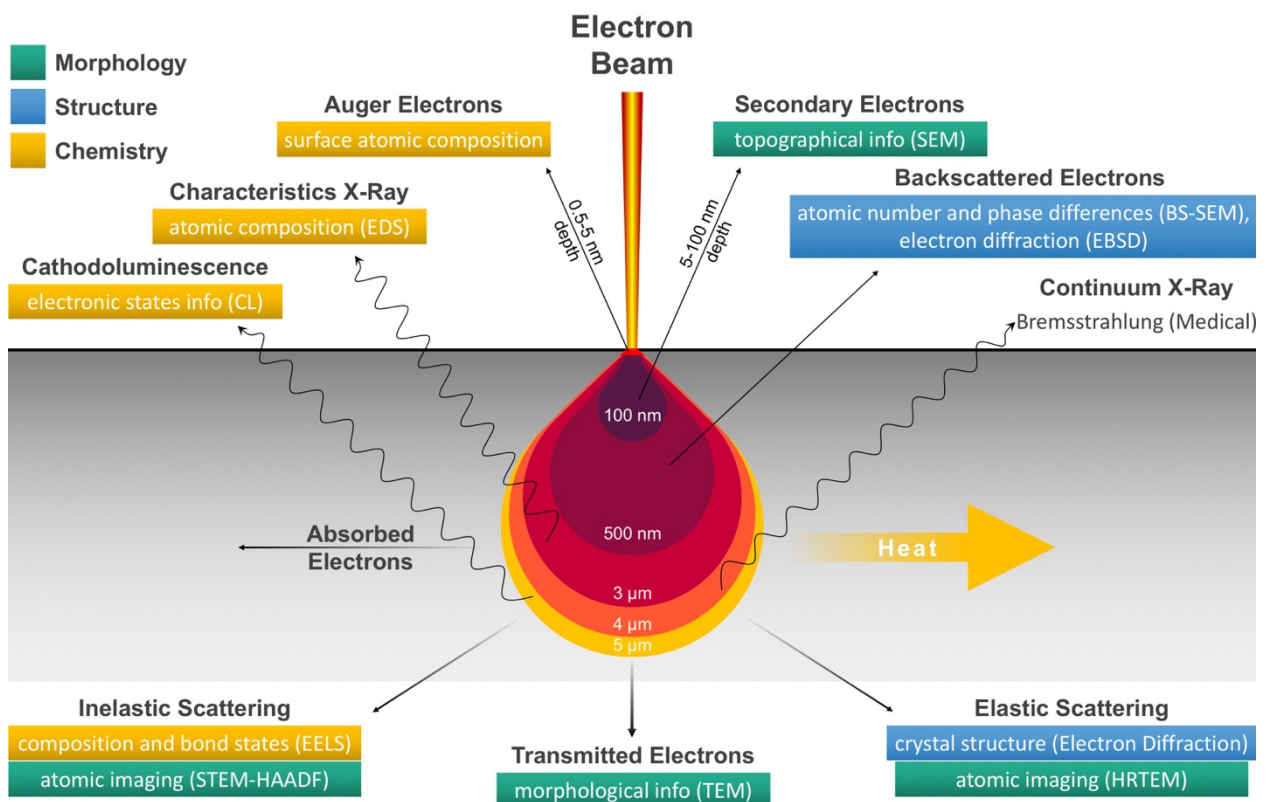 Electron
Beam
Morphology
Structure
Chemistry
Auger Electrons
surface atomic composition
Secondary Electrons
topographical info (SEM)
Characteristics X-Ray
atomic composition (EDS)
Backscattered Electrons
atomic number and phase differences (BS-SEM),
electron diffraction (EBSD)
Cathodoluminescence
electronic states info (CL)
Continuum X-Ray
Bremsstrahlung (Medical)
0.5-5 nm
depth
5-100 nm
depth
100 nm
500 nm
3 µm
4 µm
5 µm
Absorbed
Electrons
Heat
Inelastic Scattering
composition and bond states (EELS)
atomic imaging (STEM-HAADF)
Transmitted Electrons
morphological info (TEM)
Elastic Scattering
crystal structure (Electron Diffraction)
atomic imaging (HRTEM)